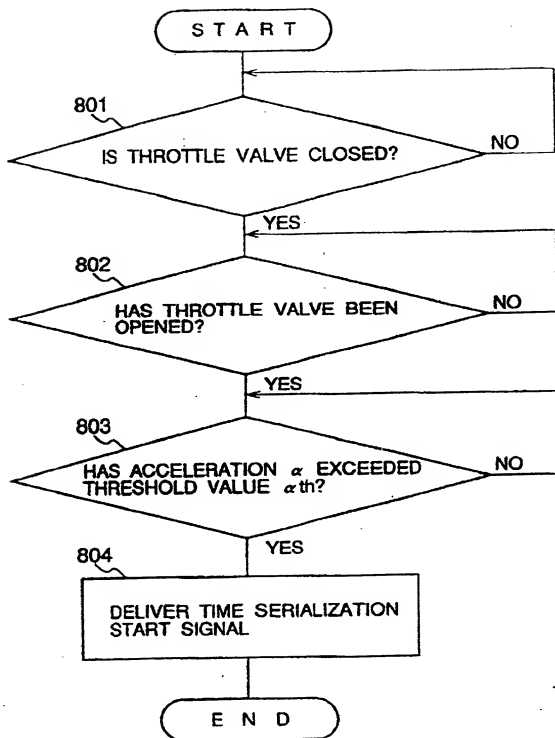 START
801
IS THROTTLE VALVE CLOSED?
NO
YES
802
HAS THROTTLE VALVE BEEN
OPENED?
NO
YES
803
HAS ACCELERATION α EXCEEDED
THRESHOLD VALUE αth?
NO
YES
804
DELIVER TIME SERIALIZATION
START SIGNAL
END